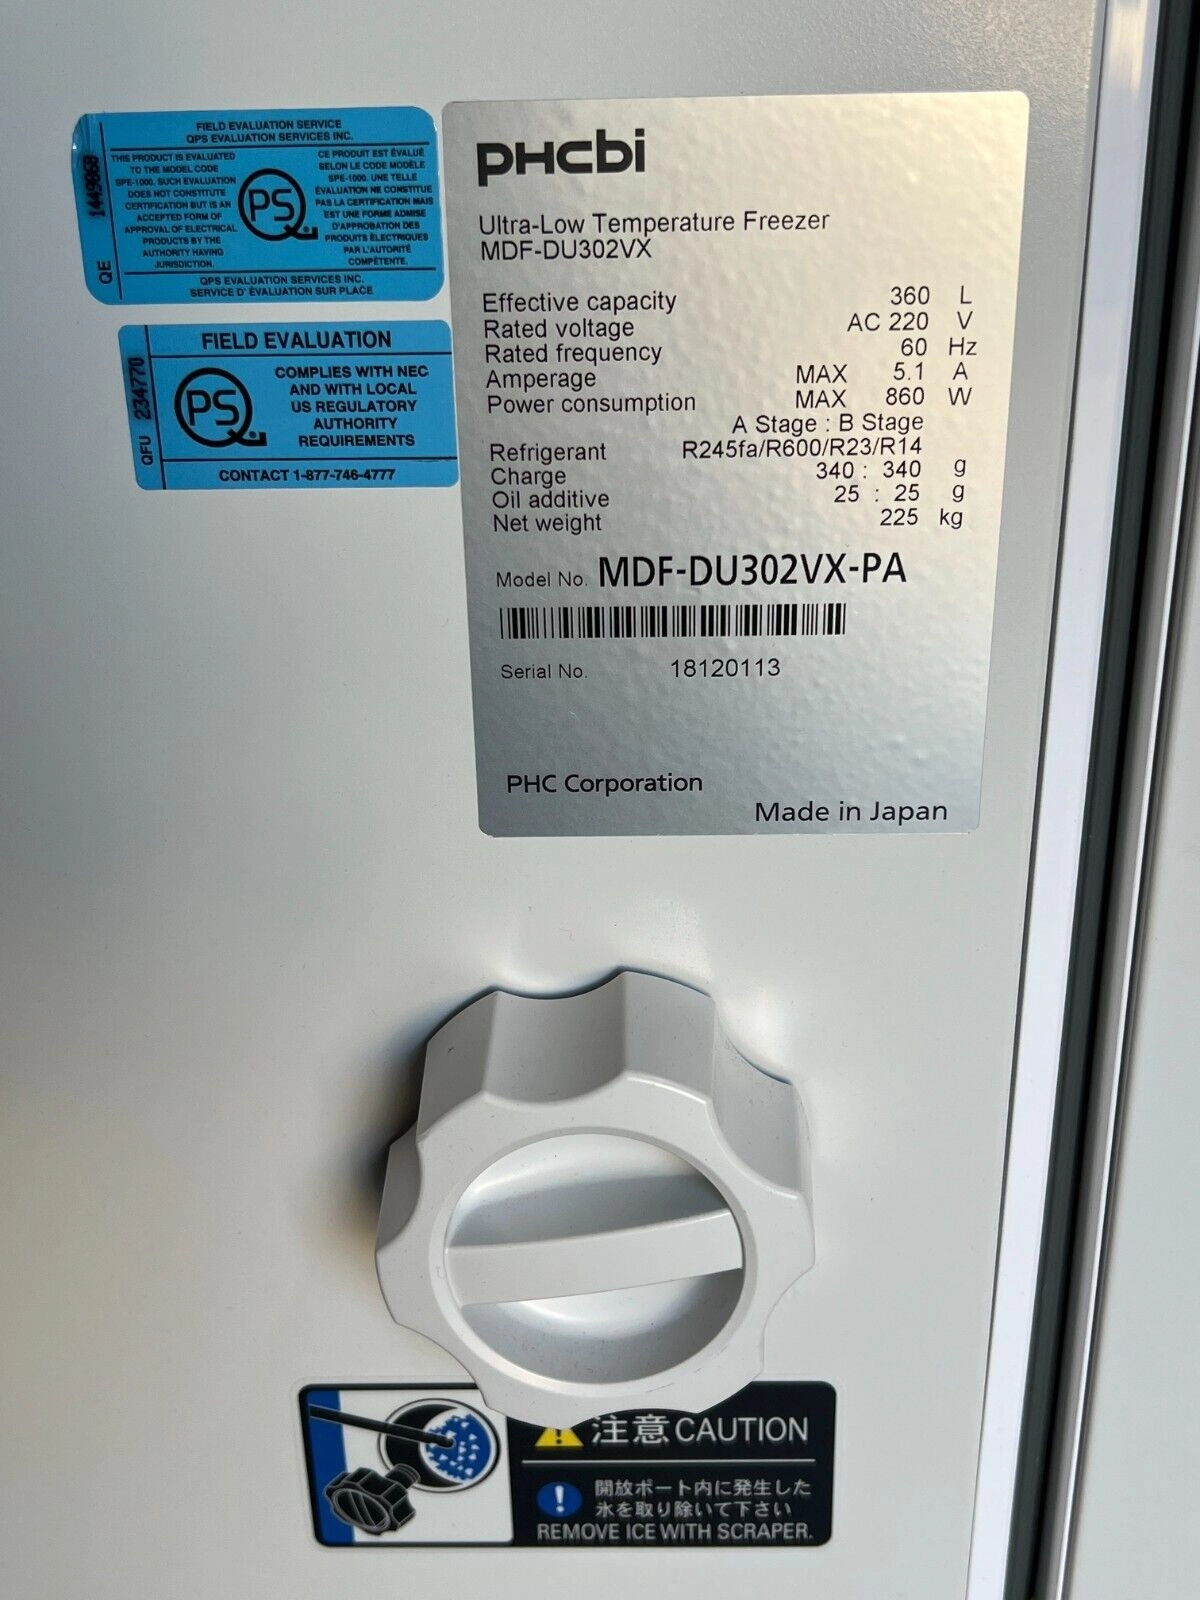 FIELD EVALUATION SERVICE
QPS EVALUATION SERVICES INC.
THIS PRODUCT IS EVALUATED
TO THE MODEL CODE
SPE-1000. SUCH EVALUATION
DOES NOT CONSTITUTE
CERTIFICATION BUT IS AN
ACCEPTED FORM OF
APPROVAL OF ELECTRICAL
PRODUCTS BY THE
AUTHORITY HAVING
JURISDICTION.
PS
CE PRODUIT EST ÉVALUÉ
SELON LE CODE MODÈLE
SPE-1000. UNE TELLE
ÉVALUATION NE CONSTITUE
PAS LA CERTIFICATION MAIS
EST UNE FORME ADMISE
D'APPROBATION DES
PRODUITS ÉLECTRIQUES
PAR L'AUTORITÉ
COMPÉTENTE.
QPS EVALUATION SERVICES INC.
SERVICE D' ÉVALUATION SUR PLACE
QE 1449868
FIELD EVALUATION
PS
COMPLIES WITH NEC
AND WITH LOCAL
US REGULATORY
AUTHORITY
REQUIREMENTS
CONTACT 1-877-746-4777
QFU 234770
PHCbi
Ultra-Low Temperature Freezer
MDF-DU302VX
Effective capacity 360 L
Rated voltage AC 220 V
Rated frequency 60 Hz
Amperage MAX 5.1 A
Power consumption MAX 860 W
A Stage : B Stage
Refrigerant R245fa/R600/R23/R14
Charge 340 : 340 g
Oil additive 25 : 25 g
Net weight 225 kg
Model No. MDF-DU302VX-PA
Serial No. 18120113
PHC Corporation
Made in Japan
注意 CAUTION
開放ポート内に発生した
氷を取り除いて下さい
REMOVE ICE WITH SCRAPER.